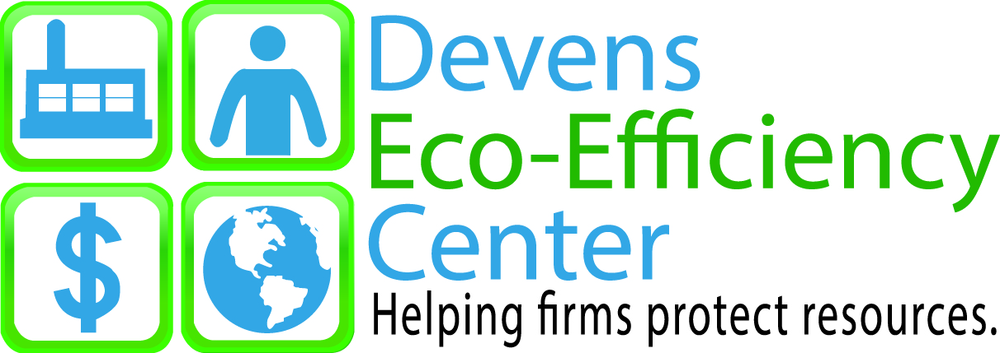 Devens
Eco-Efficiency
Center
Helping firms protect resources.
$